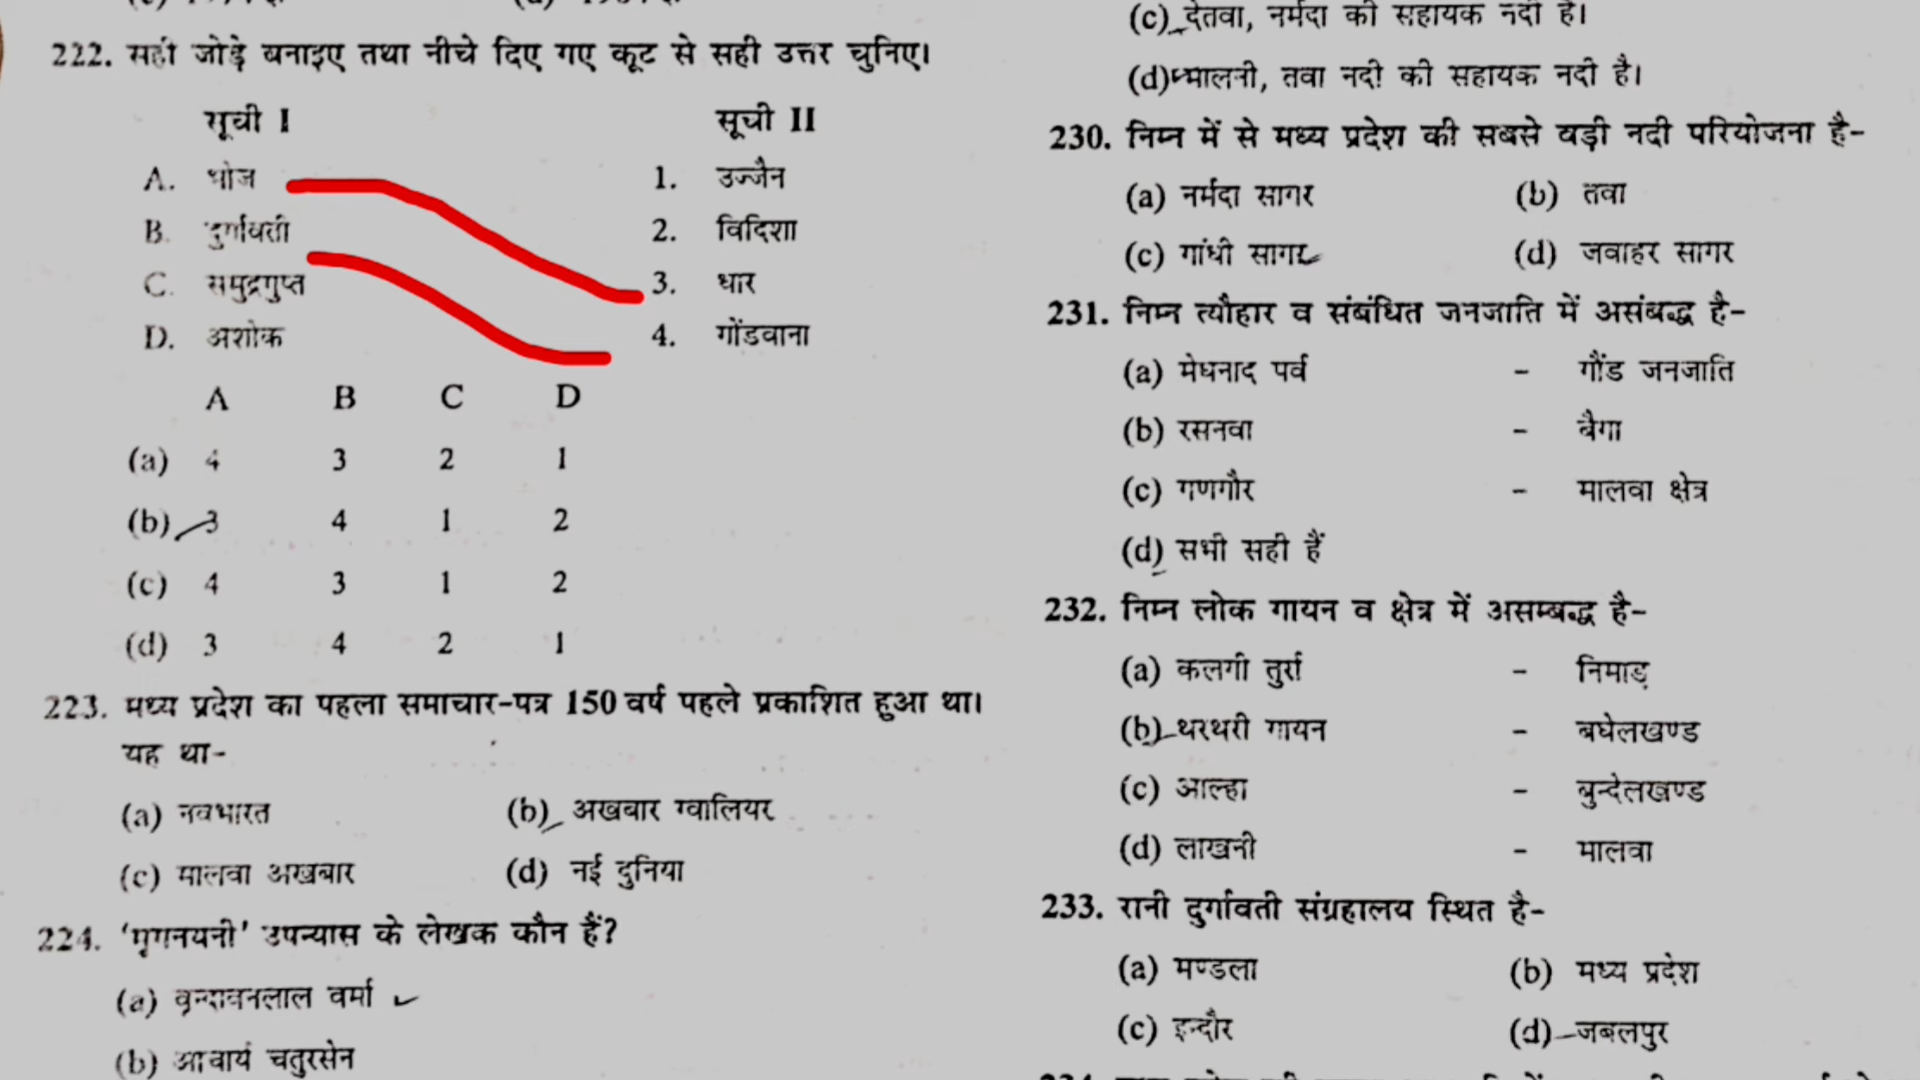 222. सही जोड़े बनाइए तथा नीचे दिए गए कूट से सही उत्तर चुनिए।
सूची I सूची II
A. भोज 1. उज्जैन
B. दुर्गावती 2. विदिशा
C. समुद्रगुप्त 3. धार
D. अशोक 4. गोंडवाना
A B C D
(a) 4 3 2 1
(b) 3 4 1 2
(c) 4 3 1 2
(d) 3 4 2 1
223. मध्य प्रदेश का पहला समाचार-पत्र 150 वर्ष पहले प्रकाशित हुआ था।
यह था-
(a) नवभारत (b) अखबार ग्वालियर
(c) मालवा अखबार (d) नई दुनिया
224. 'मृगनयनी' उपन्यास के लेखक कौन हैं?
(a) वृन्दावनलाल वर्मा
(b) आचार्य चतुरसेन
(c) देतवा, नर्मदा की सहायक नदी है।
(d) मालनी, तवा नदी की सहायक नदी है।
230. निम्न में से मध्य प्रदेश की सबसे बड़ी नदी परियोजना है-
(a) नर्मदा सागर (b) तवा
(c) गांधी सागर (d) जवाहर सागर
231. निम्न त्यौहार व संबंधित जनजाति में असंबद्ध है-
(a) मेघनाद पर्व - गौंड जनजाति
(b) रसनवा - बैगा
(c) गणगौर - मालवा क्षेत्र
(d) सभी सही हैं
232. निम्न लोक गायन व क्षेत्र में असम्बद्ध है-
(a) कलगी तुर्रा - निमाड़
(b) थरथरी गायन - बघेलखण्ड
(c) आल्हा - बुन्देलखण्ड
(d) लाखनी - मालवा
233. रानी दुर्गावती संग्रहालय स्थित है-
(a) मण्डला (b) मध्य प्रदेश
(c) इन्दौर (d) जबलपुर